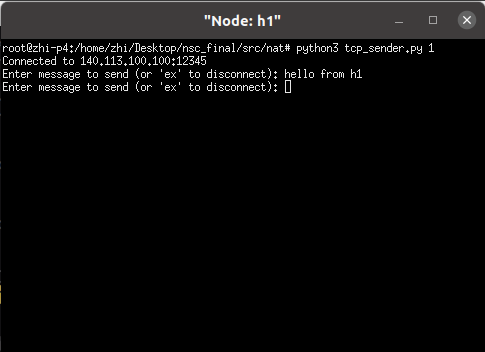 "Node: h1"
root@zhi-p4:/home/zhi/Desktop/nsc_final/src/nat# python3 tcp_sender.py 1
Connected to 140.113.100.100:12345
Enter message to send (or 'ex' to disconnect): hello from h1
Enter message to send (or 'ex' to disconnect):